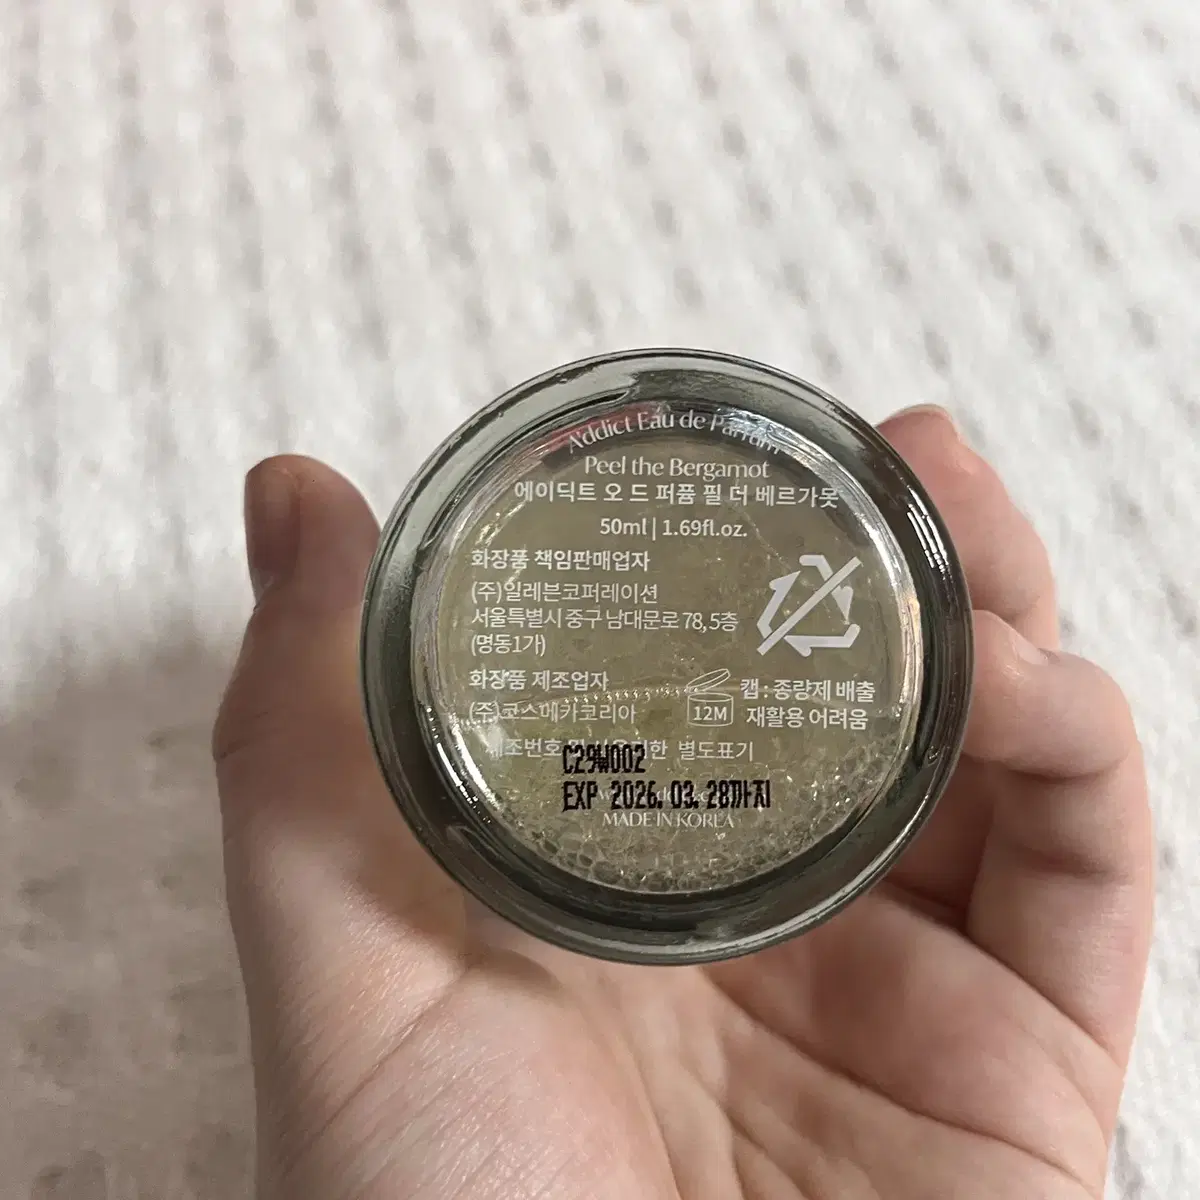 A'ddict Eau de Parfum
Peel the Bergamot
에이딕트 오 드 퍼퓸 필 더 베르가못
50ml | 1.69fl.oz.
화장품 책임판매업자
(주)일레븐코퍼레이션
서울특별시 중구 남대문로 78, 5층
(명동1가)
화장품 제조업자
(주)코스메카코리아
12M
캡 : 종량제 배출
재활용 어려움
제조번호 별도표기
C29W002
EXP 2026. 03. 28까지
MADE IN KOREA